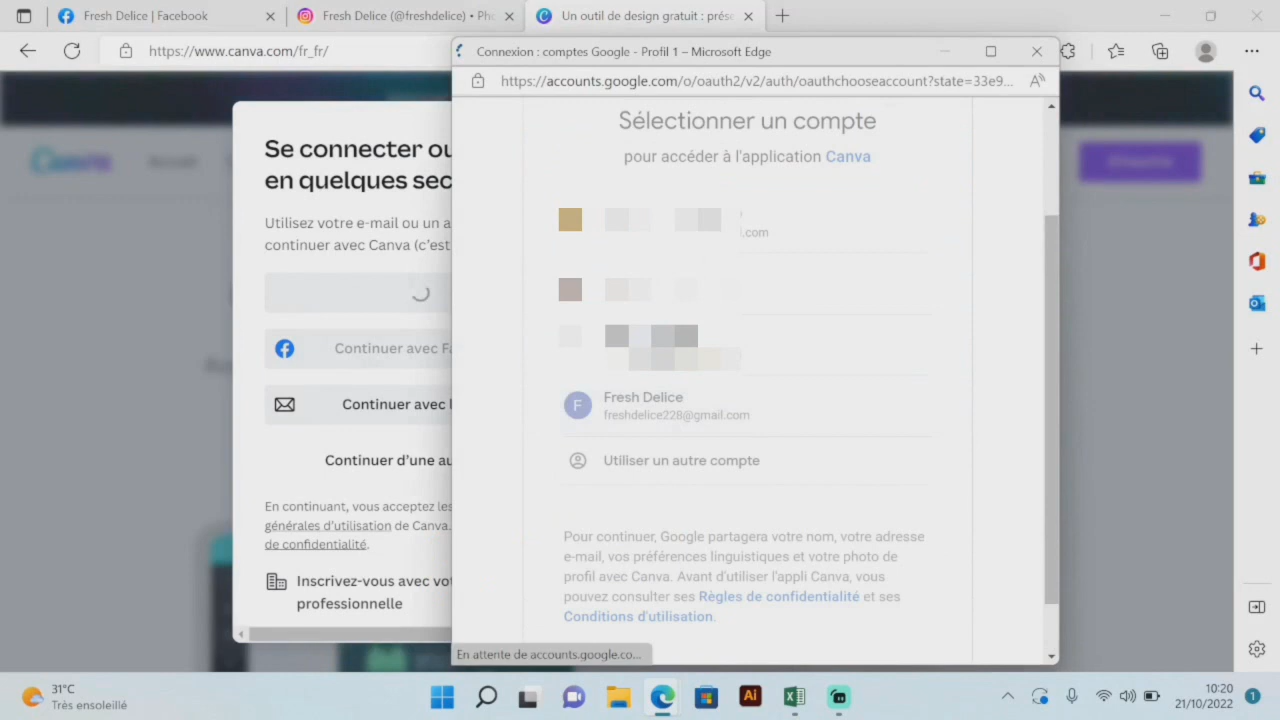 Fresh Delice | Facebook
Fresh Delice (@freshdelice) • Pho
Un outil de design gratuit : prése
https://www.canva.com/fr_fr/
Connexion : comptes Google - Profil 1 – Microsoft Edge
https://accounts.google.com/o/oauth2/v2/auth/oauthchooseaccount?state=33e9...
Canva
Se connecter ou
en quelques sec
Utilisez votre e-mail ou un a
continuer avec Canva (c'est
Continuer avec Fa
Continuer avec l
Continuer d'une au
En continuant, vous acceptez les
générales d'utilisation de Canva.
de confidentialité.
Inscrivez-vous avec vot
professionnelle
Sélectionner un compte
pour accéder à l'application Canva
l.com
Fresh Delice
freshdelice228@gmail.com
Utiliser un autre compte
Pour continuer, Google partagera votre nom, votre adresse
e-mail, vos préférences linguistiques et votre photo de
profil avec Canva. Avant d'utiliser l'appli Canva, vous
pouvez consulter ses Règles de confidentialité et ses
Conditions d'utilisation.
En attente de accounts.google.co...
31°C
Très ensoleillé
Ai
10:20
21/10/2022
1